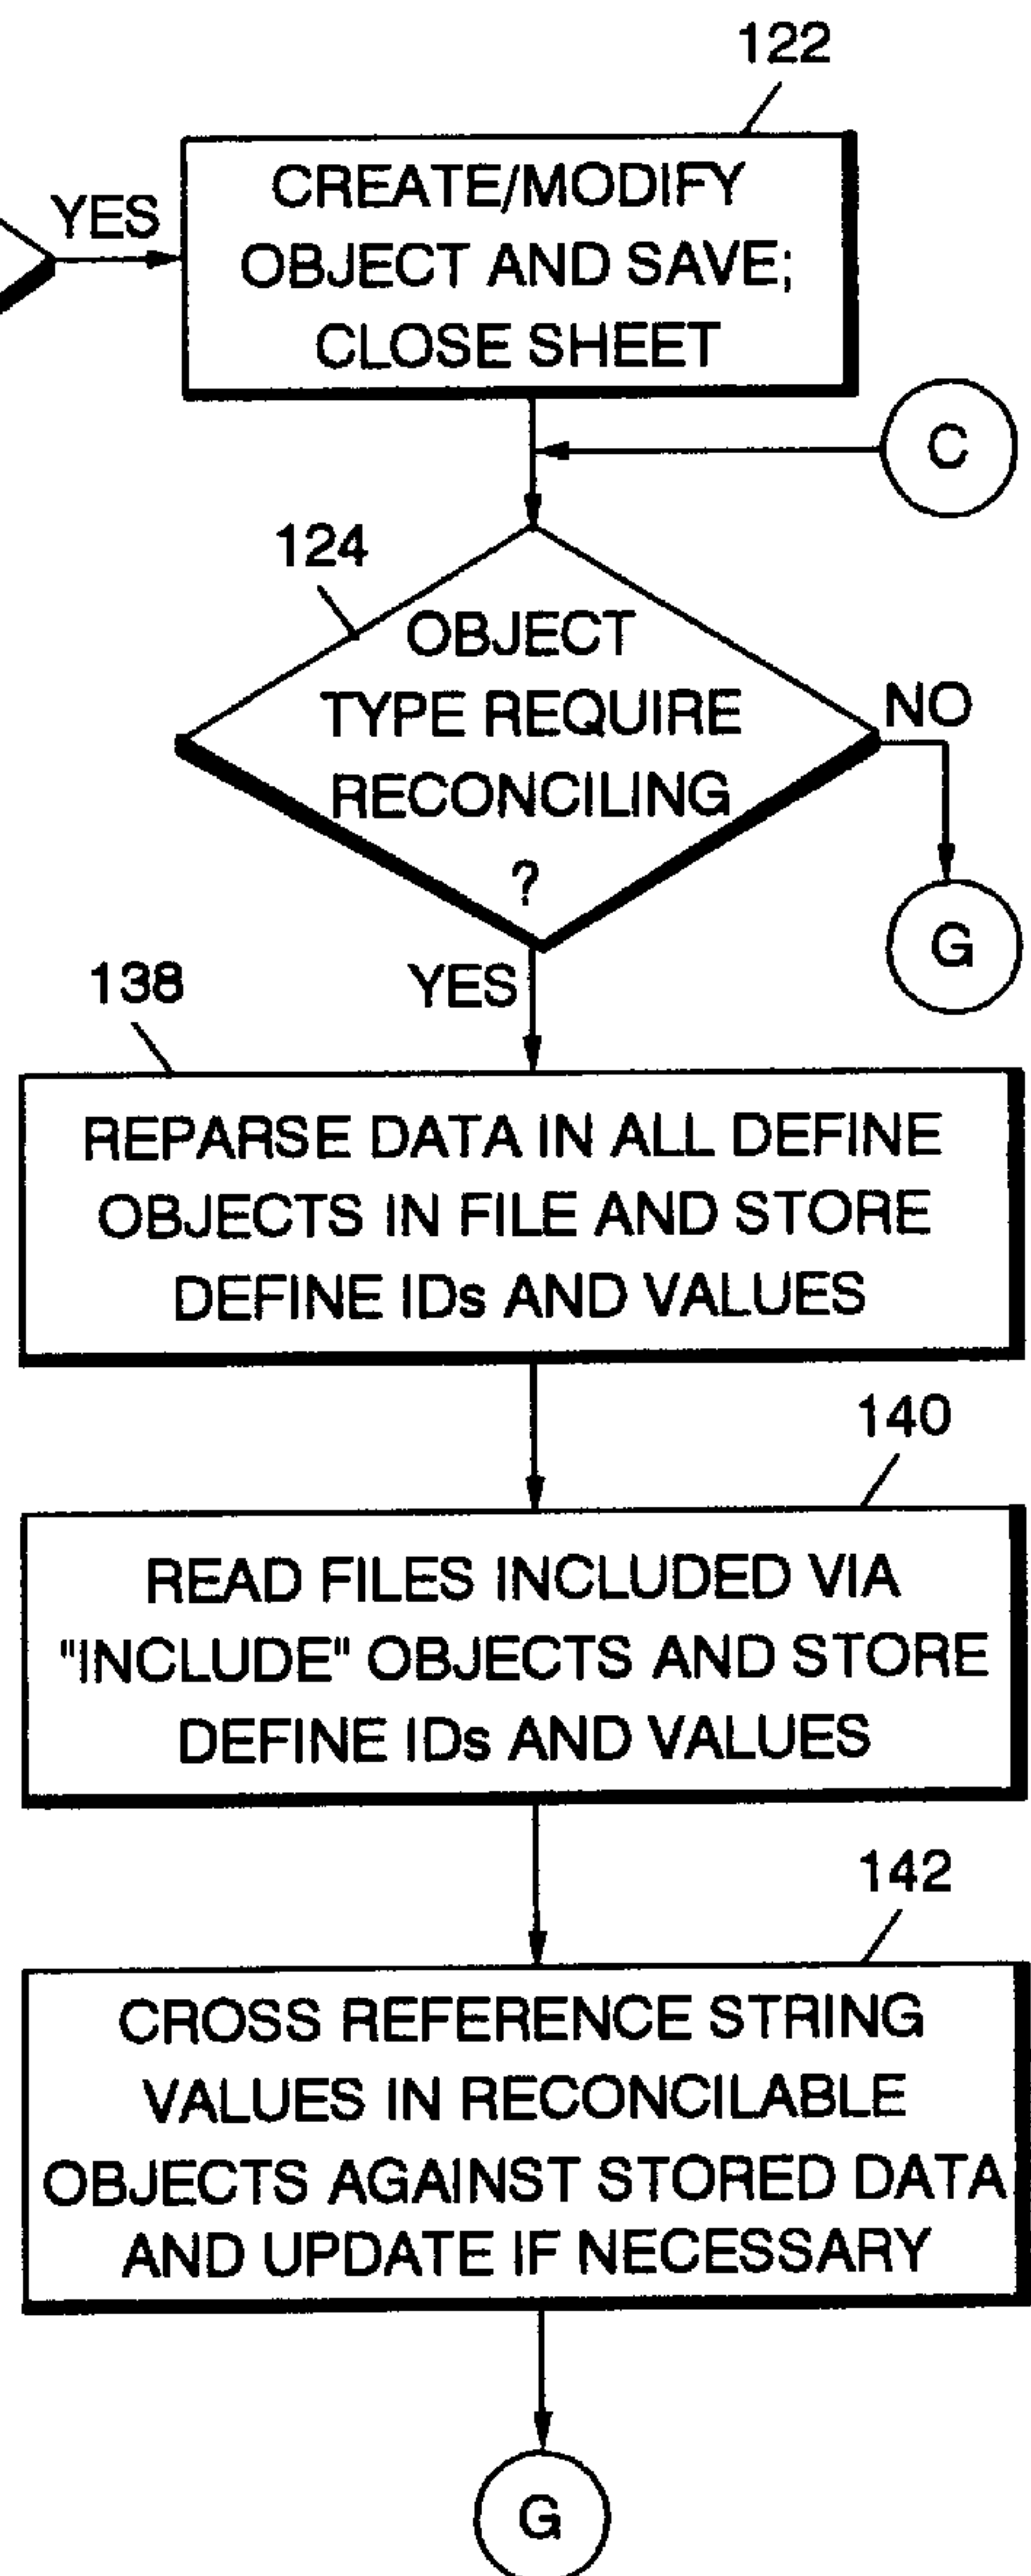 122
YES
CREATE/MODIFY
OBJECT AND SAVE;
CLOSE SHEET
C
124
OBJECT
TYPE REQUIRE
RECONCILING
?
NO
G
YES
138
REPARSE DATA IN ALL DEFINE
OBJECTS IN FILE AND STORE
DEFINE IDs AND VALUES
140
READ FILES INCLUDED VIA
"INCLUDE" OBJECTS AND STORE
DEFINE IDs AND VALUES
142
CROSS REFERENCE STRING
VALUES IN RECONCILABLE
OBJECTS AGAINST STORED DATA
AND UPDATE IF NECESSARY
G